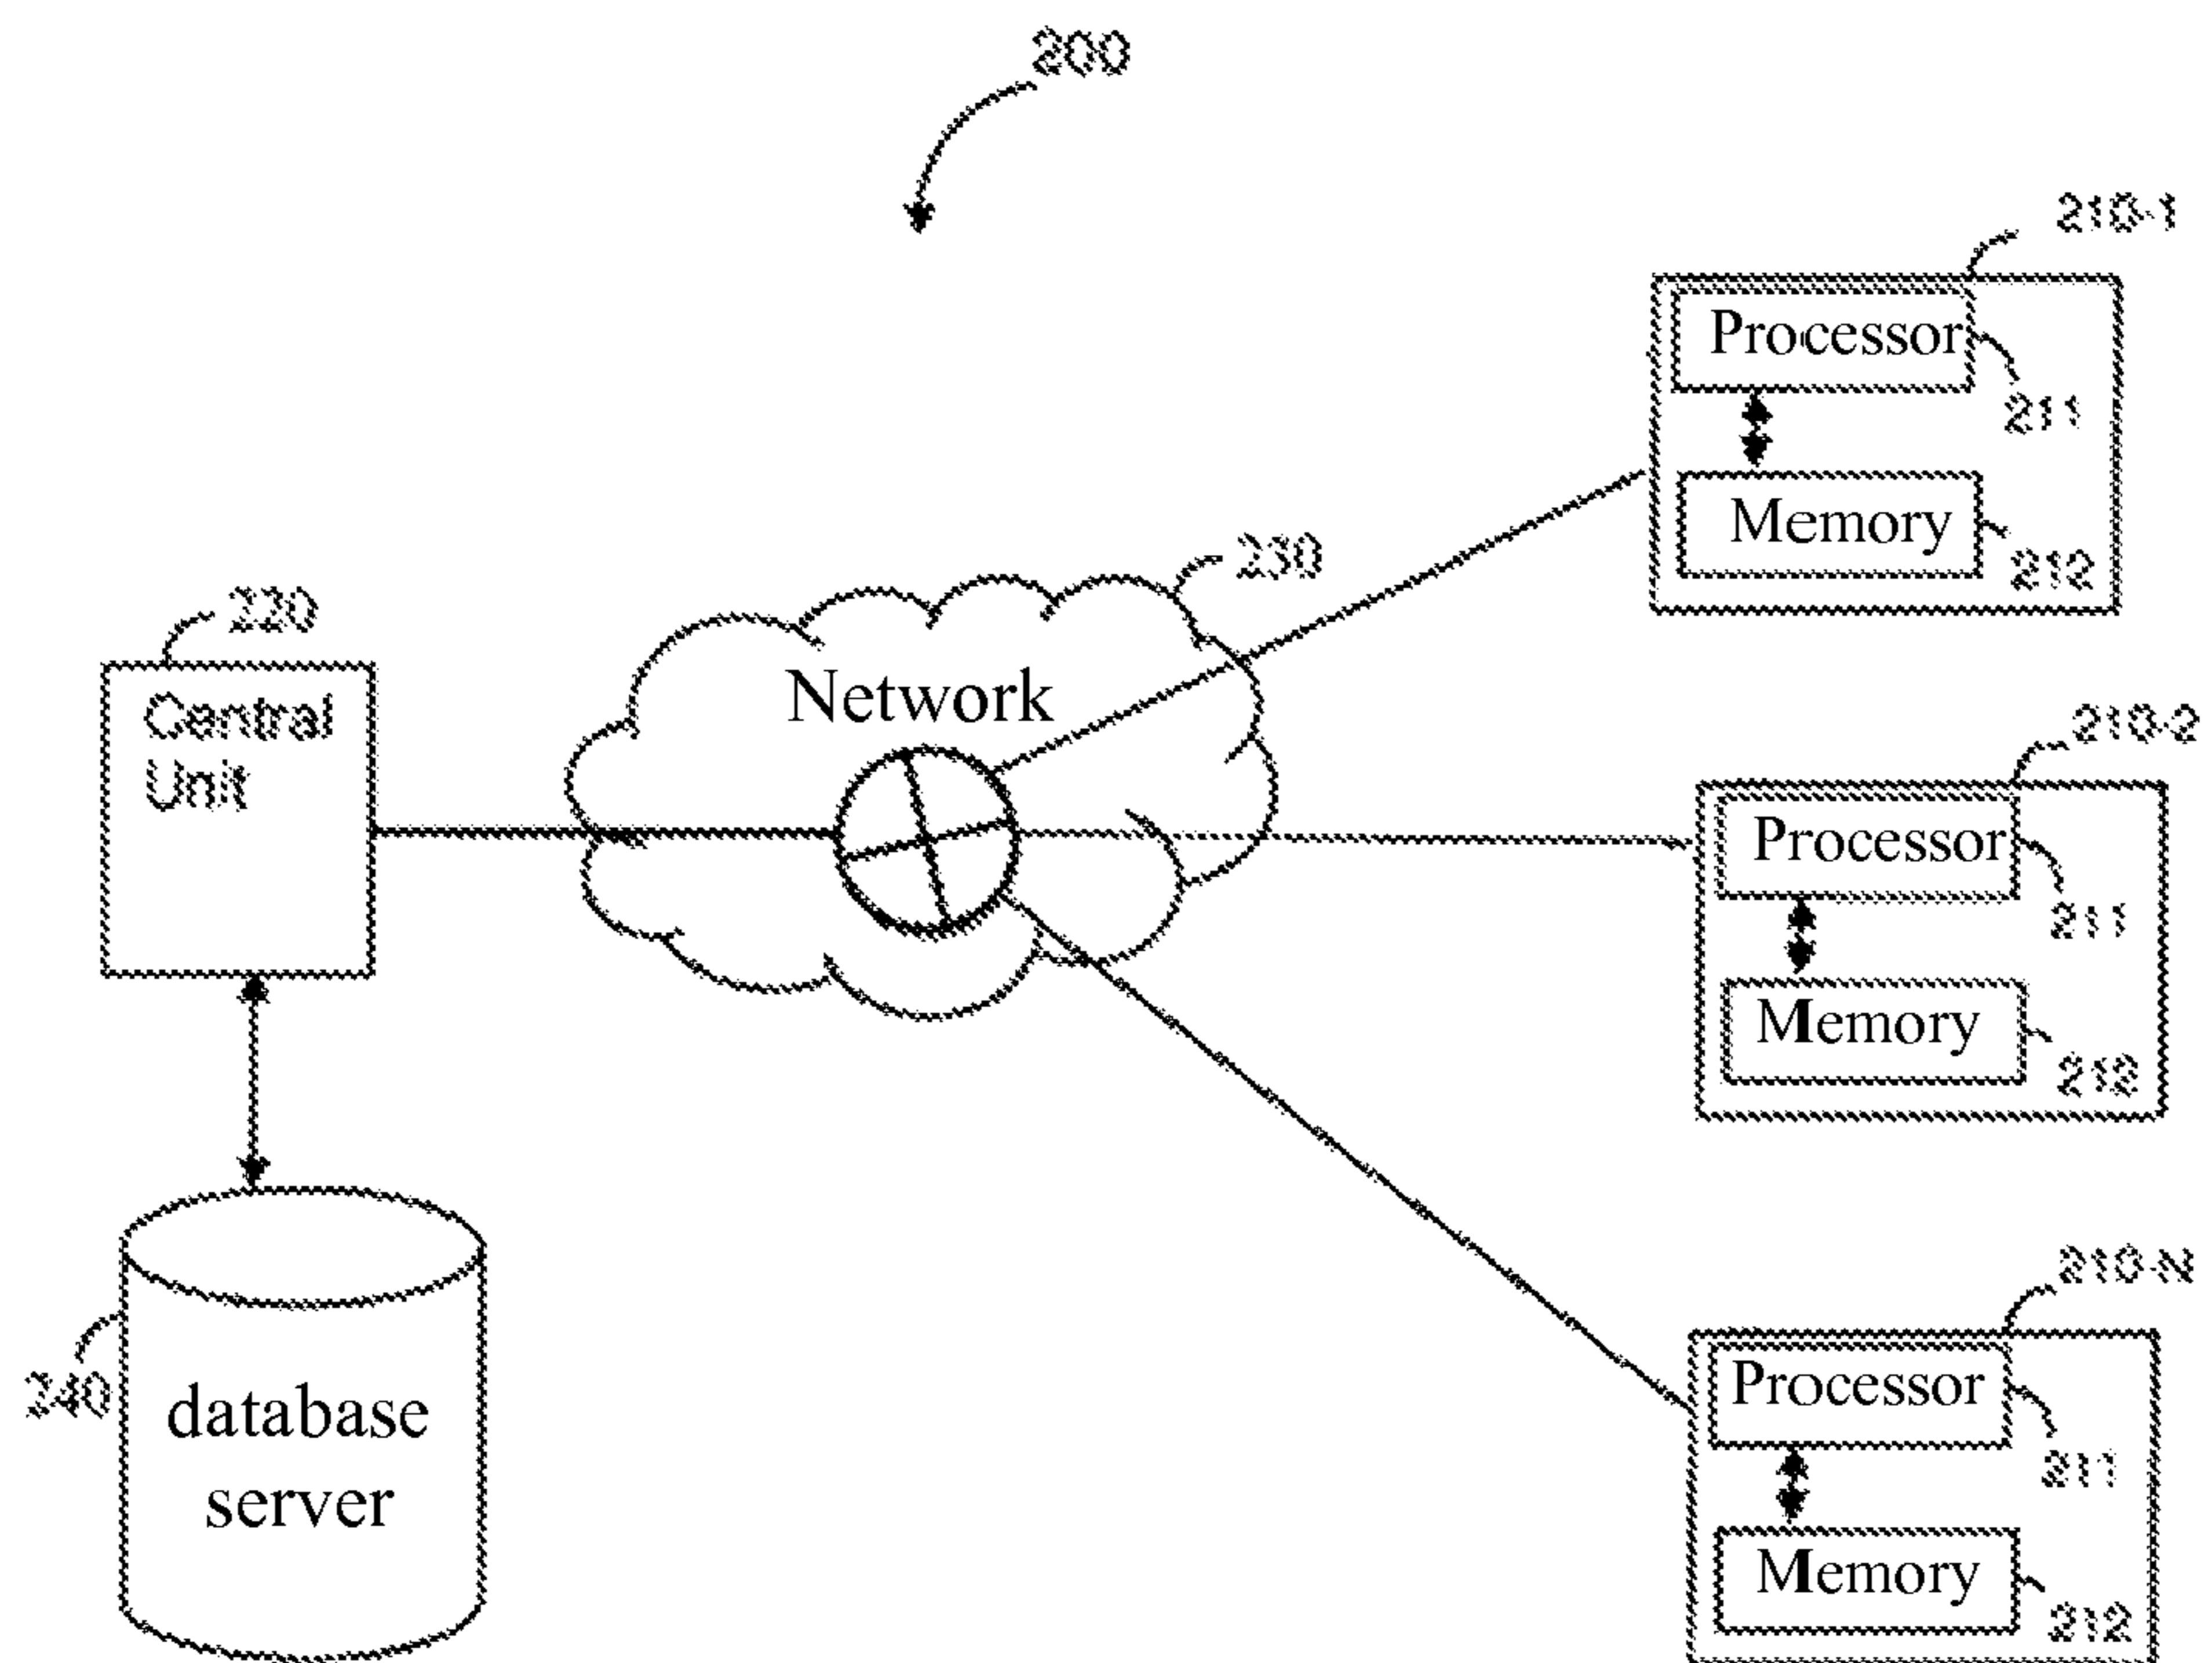 200
210-1
Processor
211
Memory
212
230
220
Central
Unit
Network
210-2
Processor
211
Memory
212
210-N
Processor
211
Memory
212
240
database
server